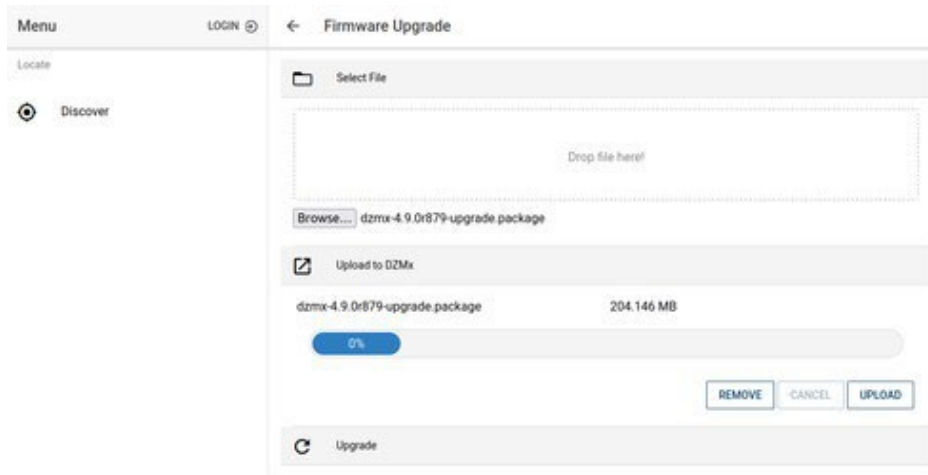 Menu
LOGIN
Firmware Upgrade
Locate
Discover
Select File
Drop file here!
Browse.... dzmx-4.9.0r879-upgrade.package
Upload to DZMx
dzmx-4.9.0r879-upgrade.package 204.146 MB
0%
REMOVE CANCEL UPLOAD
Upgrade